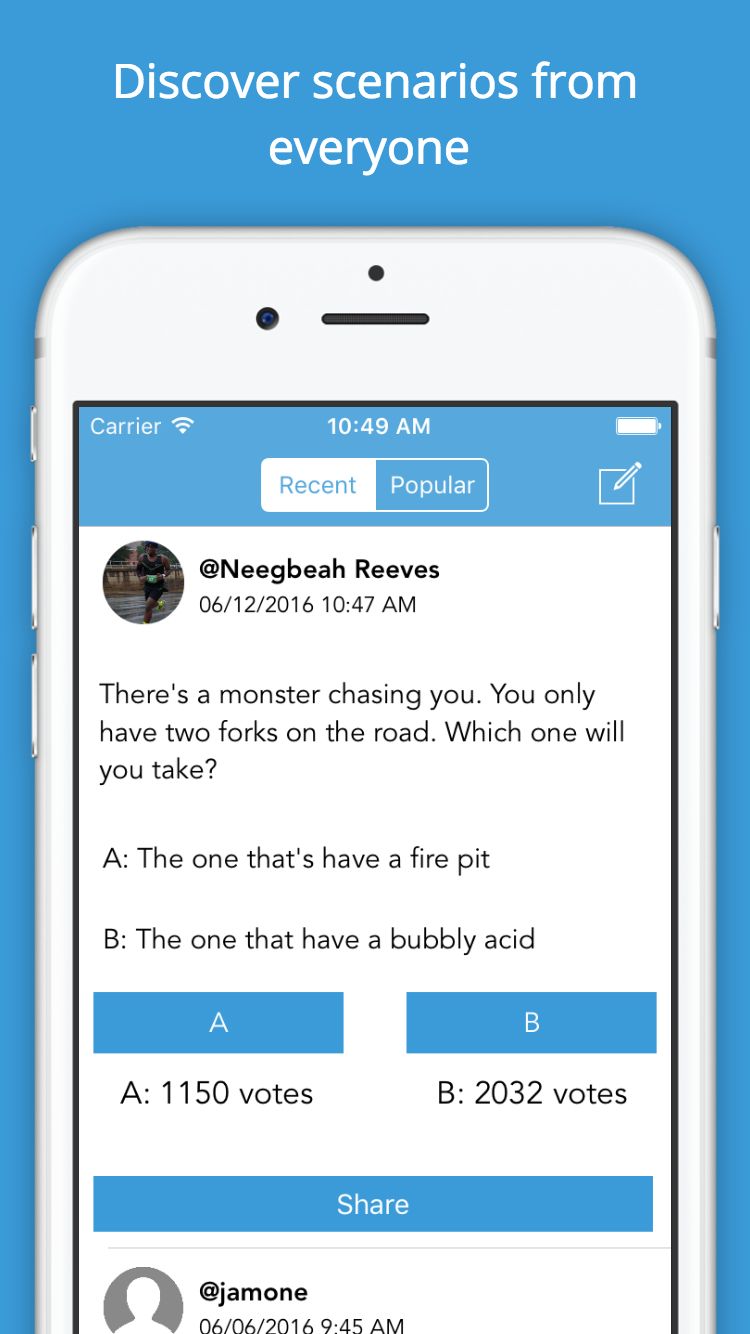 Discover scenarios from
everyone
Carrier
10:49 AM
Recent
Popular
@Neegbeah Reeves
06/12/2016 10:47 AM
There's a monster chasing you. You only
have two forks on the road. Which one will
you take?
A: The one that's have a fire pit
B: The one that have a bubbly acid
A
B
A: 1150 votes
B: 2032 votes
Share
@jamone
06/06/2016 9:45 AM